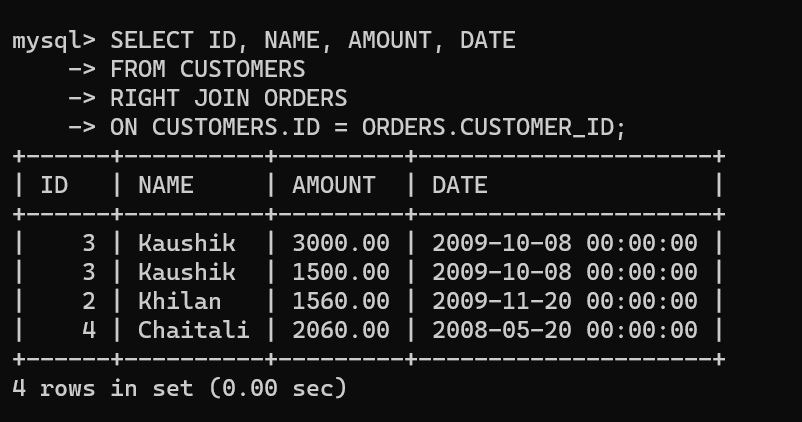 mysql> SELECT ID, NAME, AMOUNT, DATE
    -> FROM CUSTOMERS
    -> RIGHT JOIN ORDERS
    -> ON CUSTOMERS.ID = ORDERS.CUSTOMER_ID;
+------+----------+---------+---------------------+
| ID   | NAME     | AMOUNT  | DATE                |
+------+----------+---------+---------------------+
|    3 | Kaushik  | 3000.00 | 2009-10-08 00:00:00 |
|    3 | Kaushik  | 1500.00 | 2009-10-08 00:00:00 |
|    2 | Khilan   | 1560.00 | 2009-11-20 00:00:00 |
|    4 | Chaitali | 2060.00 | 2008-05-20 00:00:00 |
+------+----------+---------+---------------------+
4 rows in set (0.00 sec)